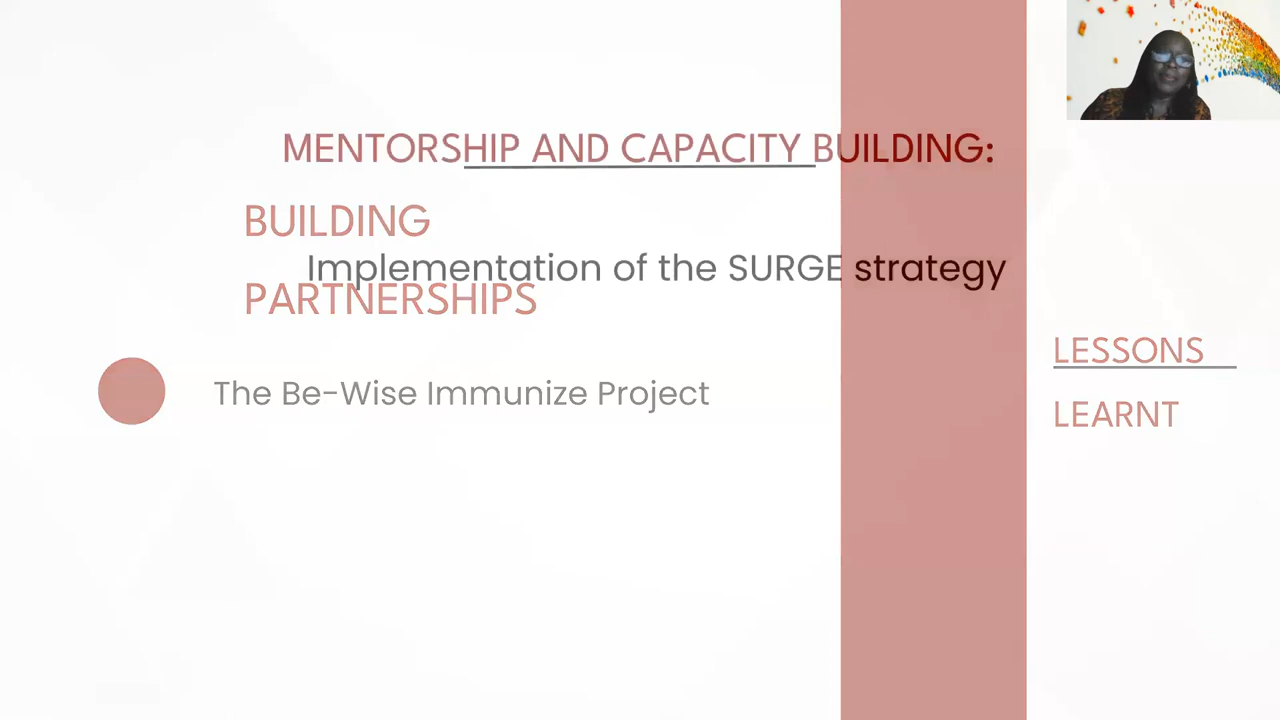 MENTORSHIP AND CAPACITY BUILDING:
BUILDING
Implementation of the SURGE strategy
PARTNERSHIPS
LESSONS
The Be-Wise Immunize Project
LEARNT